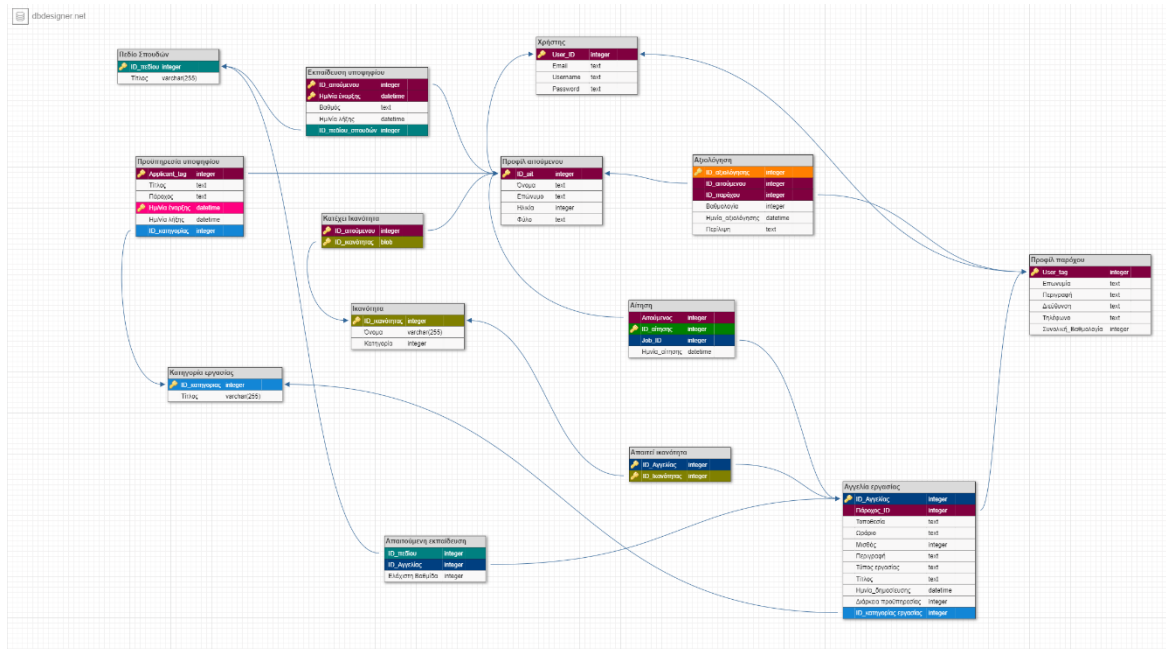 dbdesigner.net
Πεδίο Σπουδών
ID_πεδίου integer
Τίτλος varchar(255)
Εκπαίδευση υποψηφίου
ID_αιτούμενου integer
Ημ/νία έναρξης datetime
Βαθμός text
Ημ/νία λήξης datetime
ID_πεδίου_σπουδών integer
Χρήστης
User_ID integer
Email text
Username text
Password text
Προϋπηρεσία υποψηφίου
Applicant_tag integer
Τίτλος text
Πάροχος text
Ημ/νία έναρξης datetime
Ημ/νία λήξης datetime
ID_κατηγορίας integer
Προφίλ αιτούμενου
ID_αιτ integer
Όνομα text
Επώνυμο text
Ηλικία integer
Φύλο text
Αξιολόγηση
ID_αξιολόγησης integer
ID_αιτούμενου integer
ID_παρόχου integer
Βαθμολογία integer
Ημνία_αξιολόγησης datetime
Περίληψη text
Κατέχει Ικανότητα
ID_αιτούμενου integer
ID_ικανότητας blob
Προφίλ παρόχου
User_tag integer
Επωνυμία text
Περιγραφή text
Διεύθυνση text
Τηλέφωνο text
Συνολική_Βαθμολογία integer
Ικανότητα
ID_ικανότητας integer
Όνομα varchar(255)
Κατηγορία integer
Αίτηση
Αιτούμενος integer
ID_αίτησης integer
Job_ID integer
Ημνία_αίτησης datetime
Κατηγορία εργασίας
ID_κατηγορίας integer
Τίτλος varchar(255)
Απαιτεί ικανότητα
ID_Αγγελίας integer
ID_Ικανότητας integer
Αγγελία εργασίας
ID_Αγγελίας integer
Πάροχος_ID integer
Τοποθεσία text
Ωράριο text
Μισθός integer
Περιγραφή text
Τύπος εργασίας text
Τίτλος text
Ημνία_δημοσίευσης datetime
Διάρκεια προϋπηρεσίας integer
ID_κατηγορίας εργασίας integer
Απαιτούμενη εκπαίδευση
ID_πεδίου integer
ID_Αγγελίας integer
Ελάχιστη Βαθμίδα integer